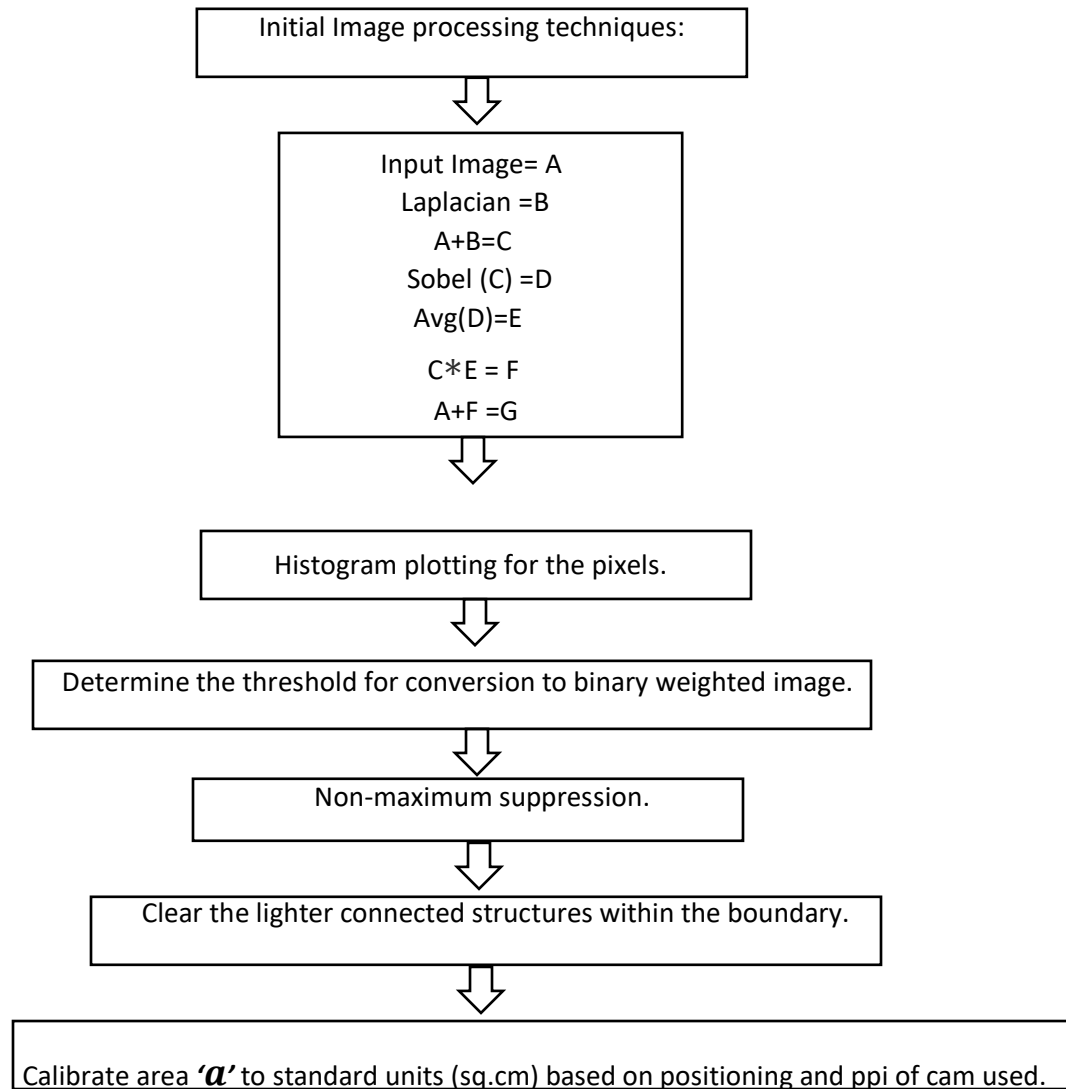 Initial Image processing techniques:
Input Image= A
Laplacian =B
A+B=C
Sobel (C) =D
Avg(D)=E
C*E = F
A+F =G
Histogram plotting for the pixels.
Determine the threshold for conversion to binary weighted image.
Non-maximum suppression.
Clear the lighter connected structures within the boundary.
Calibrate area ‘a’ to standard units (sq.cm) based on positioning and ppi of cam used.